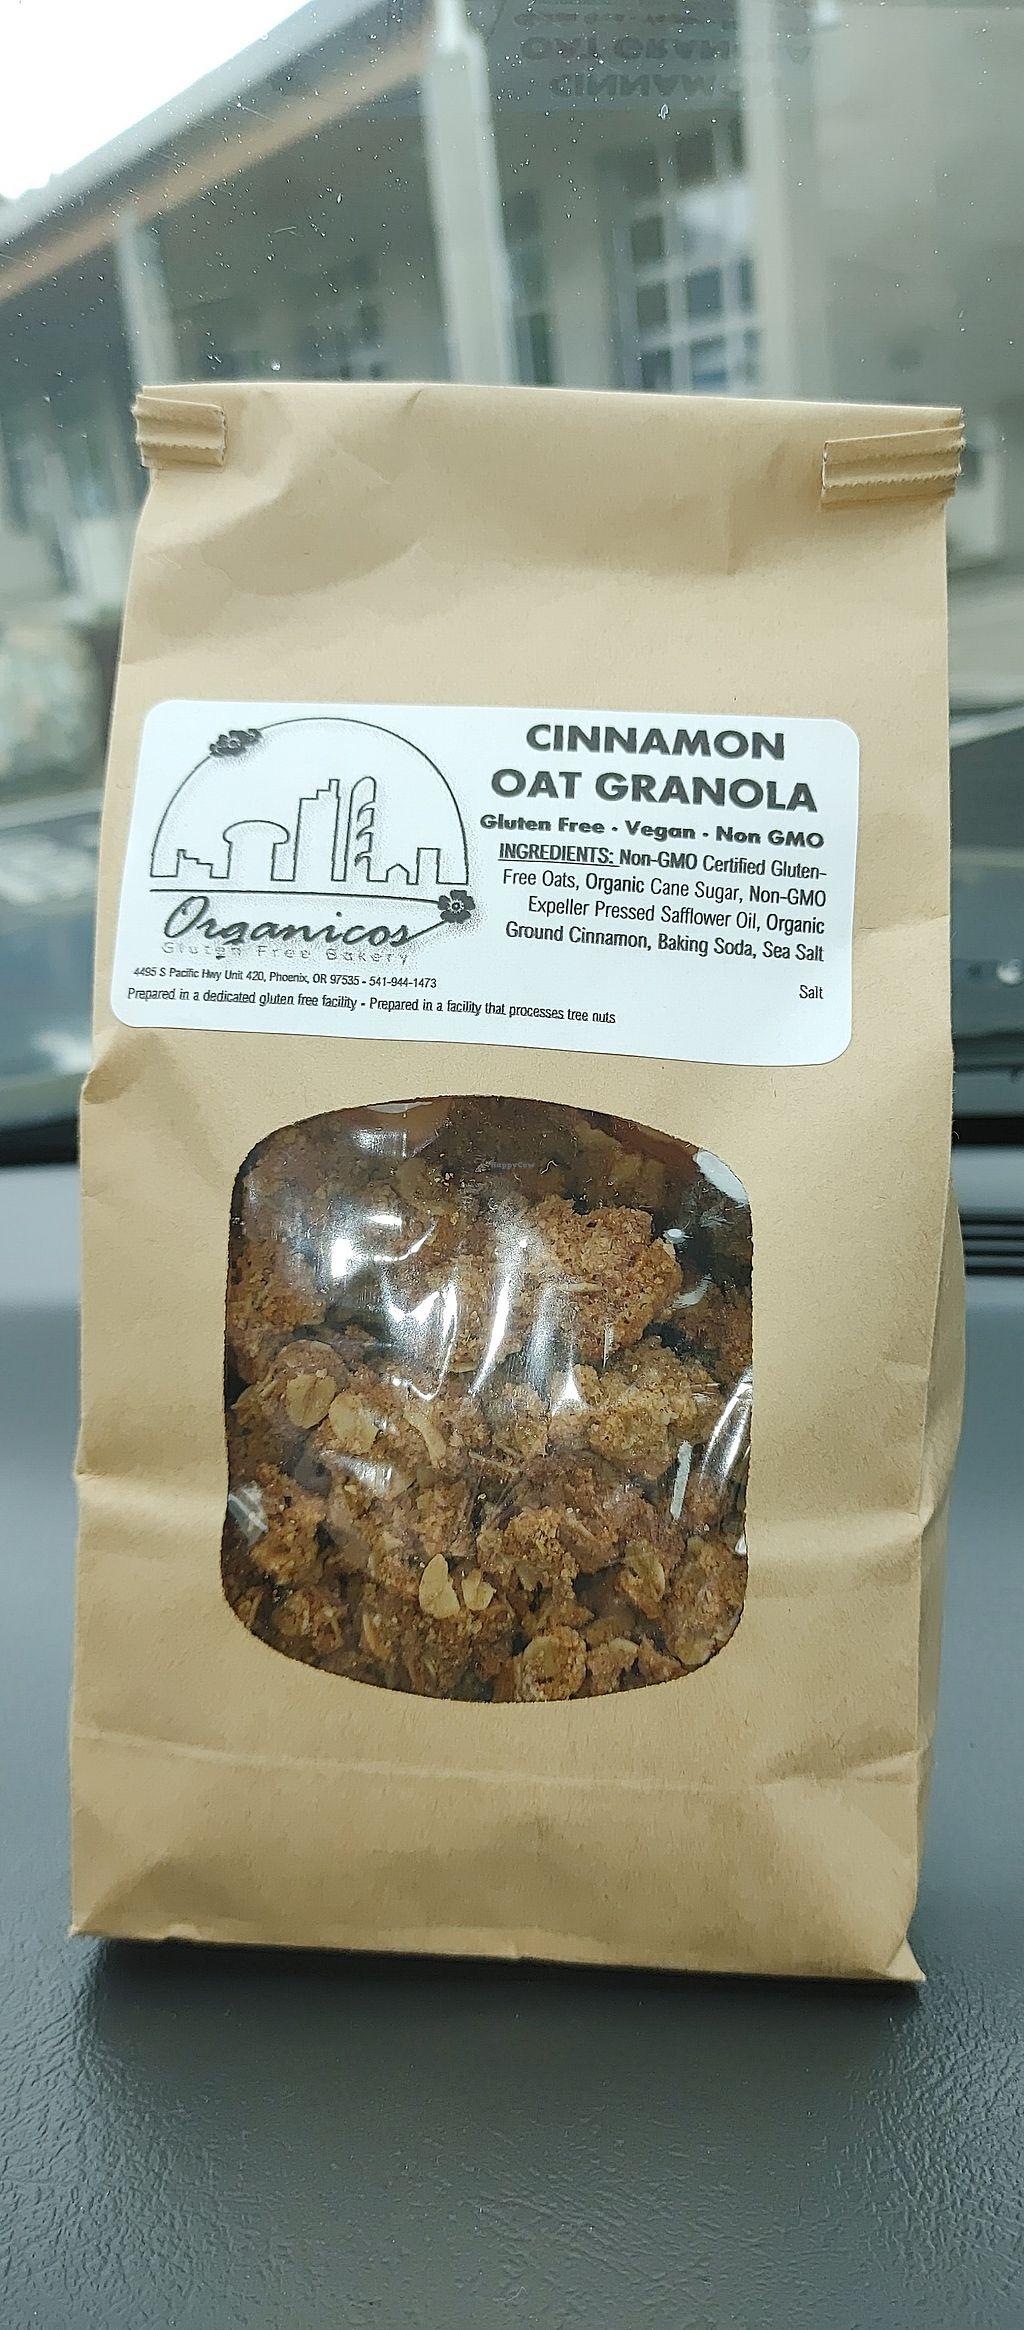 CINNAMON
OAT GRANOLA
Gluten Free - Vegan - Non GMO
INGREDIENTS: Non-GMO Certified Gluten-
Free Oats, Organic Cane Sugar, Non-GMO
Expeller Pressed Safflower Oil, Organic
Ground Cinnamon, Baking Soda, Sea Salt
Salt
Organicos
Gluten Free Bakery
4495 S Pacific Hwy Unit 420, Phoenix, OR 97535 - 541-944-1473
Prepared in a dedicated gluten free facility - Prepared in a facility that processes tree nuts
HappyCow